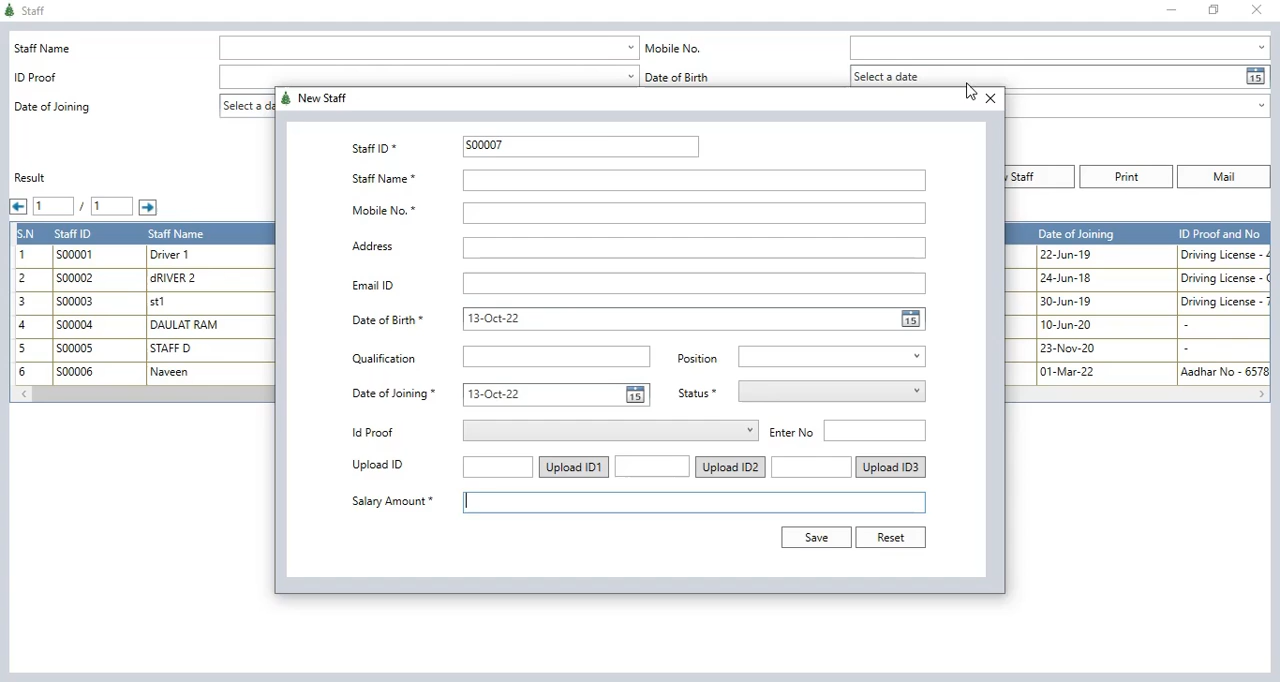 Staff
Staff Name
Mobile No.
ID Proof
Date of Birth
Select a date
15
Date of Joining
Select a da
New Staff
Staff ID *
S00007
Staff Name *
Mobile No. *
Address
Email ID
Date of Birth *
13-Oct-22
15
Qualification
Position
Date of Joining *
13-Oct-22
15
Status *
Id Proof
Enter No
Upload ID
Upload ID1
Upload ID2
Upload ID3
Salary Amount *
Save
Reset
Result
Staff
Print
Mail
1 / 1
S.N Staff ID Staff Name Date of Joining ID Proof and No
1 S00001 Driver 1 22-Jun-19 Driving License -
2 S00002 dRIVER 2 24-Jun-18 Driving License -
3 S00003 st1 30-Jun-19 Driving License - 7
4 S00004 DAULAT RAM 10-Jun-20 -
5 S00005 STAFF D 23-Nov-20 -
6 S00006 Naveen 01-Mar-22 Aadhar No - 6578